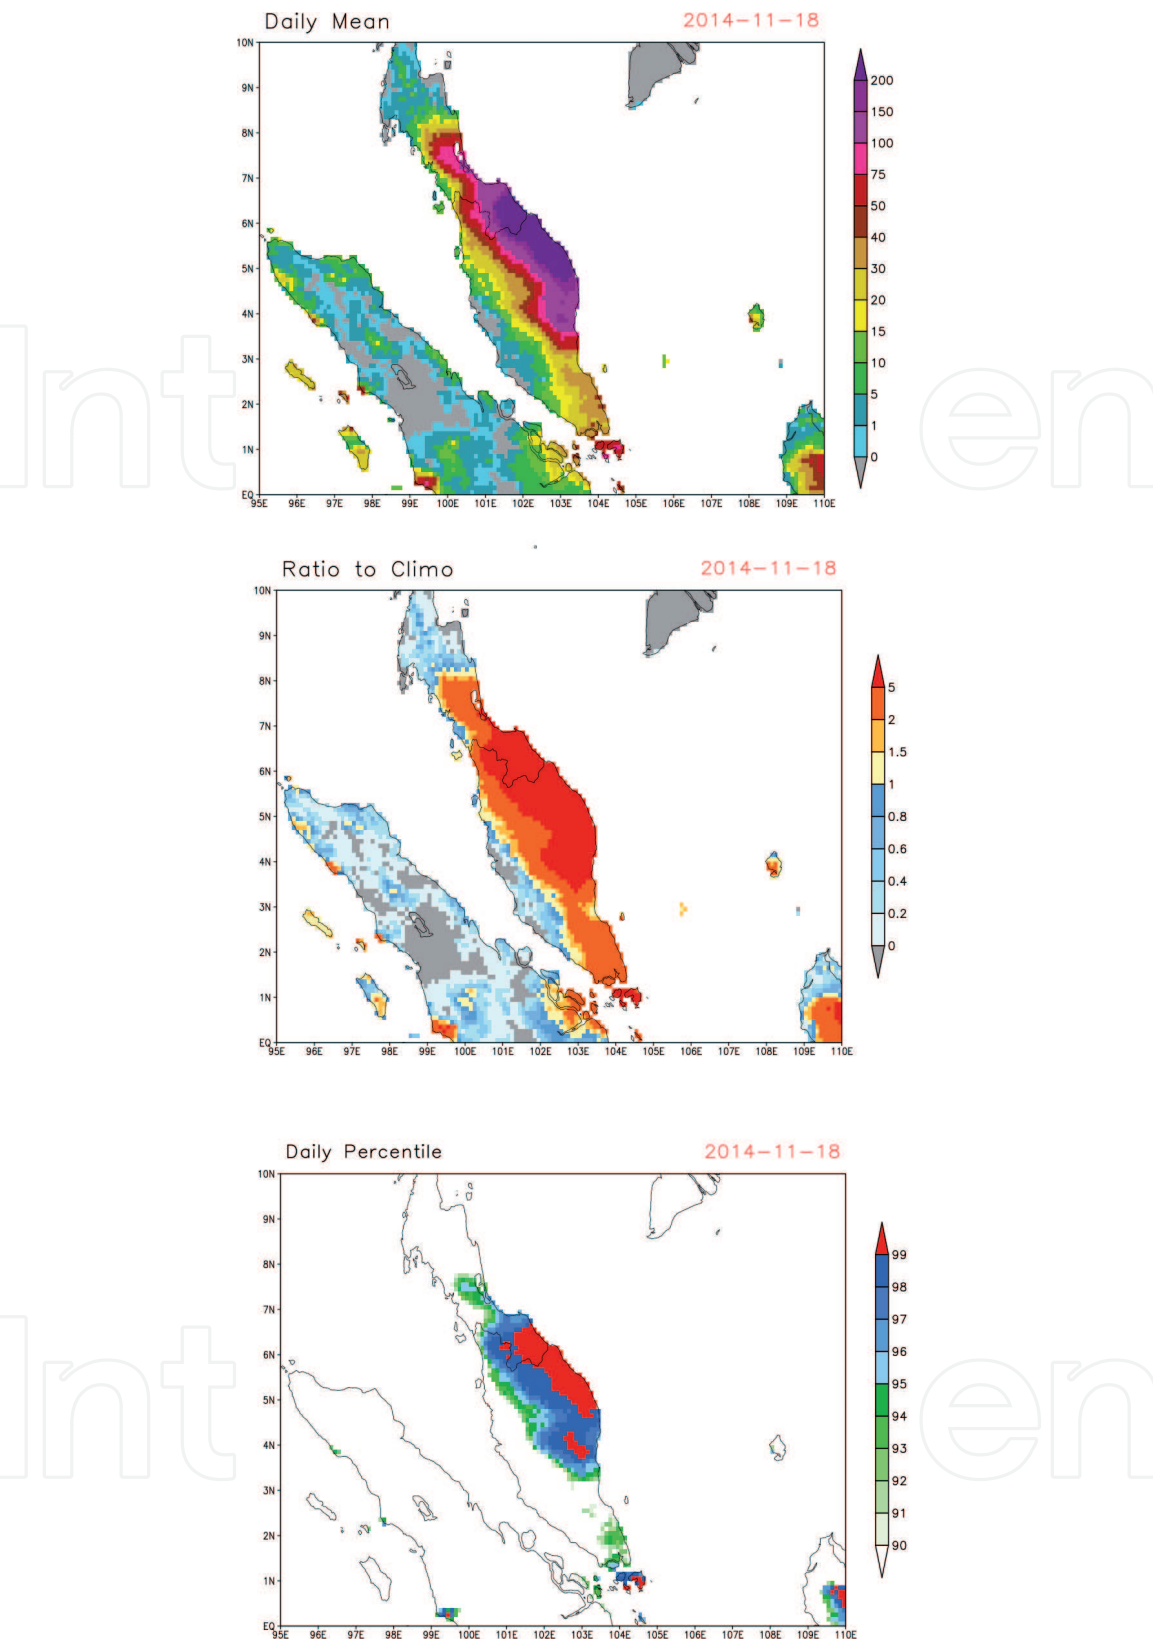 Daily Mean 2014-11-18
10N
9N
8N
7N
6N
5N
4N
3N
2N
1N
EQ
95E 96E 97E 98E 99E 100E 101E 102E 103E 104E 105E 106E 107E 108E 109E 110E
200
150
100
75
50
40
30
20
15
10
5
1
0
Int en
Ratio to Climo 2014-11-18
10N
9N
8N
7N
6N
5N
4N
3N
2N
1N
EQ
95E 96E 97E 98E 99E 100E 101E 102E 103E 104E 105E 106E 107E 108E 109E 110E
5
2
1.5
1
0.8
0.6
0.4
0.2
0
Daily Percentile 2014-11-18
10N
9N
8N
7N
6N
5N
4N
3N
2N
1N
EQ
95E 96E 97E 98E 99E 100E 101E 102E 103E 104E 105E 106E 107E 108E 109E 110E
99
98
97
96
95
94
93
92
91
90
Int en